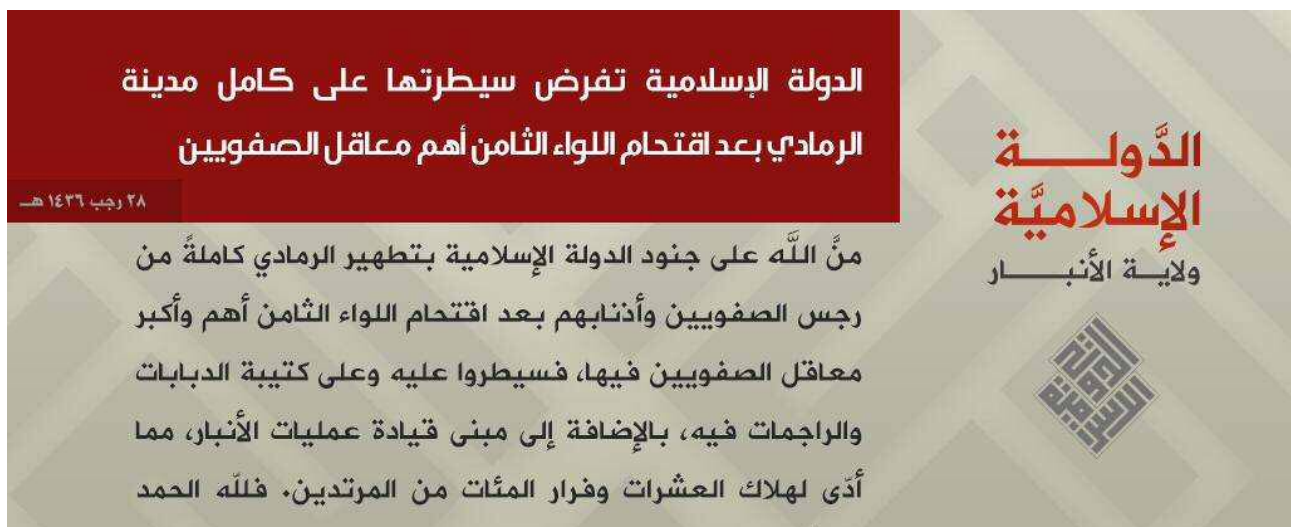 الدولة الإسلامية تفرض سيطرتها على كامل مدينة
الرمادي بعد اقتحام اللواء الثامن أهم معاقل الصفويين
٢٨ رجب ١٤٣٦ هـ
الدَّولـــة
الإسلاميَّة
ولايــة الأنبـــــار
منَّ اللَّه على جنود الدولة الإسلامية بتطهير الرمادي كاملةً من
رجس الصفويين وأذنابهم بعد اقتحام اللواء الثامن أهم وأكبر
معاقل الصفويين فيها، فسيطروا عليه وعلى كتيبة الدبابات
والراجمات فيه، بالإضافة إلى مبنى قيادة عمليات الأنبار، مما
أدّى لهلاك العشرات وفرار المئات من المرتدين. فللّه الحمد